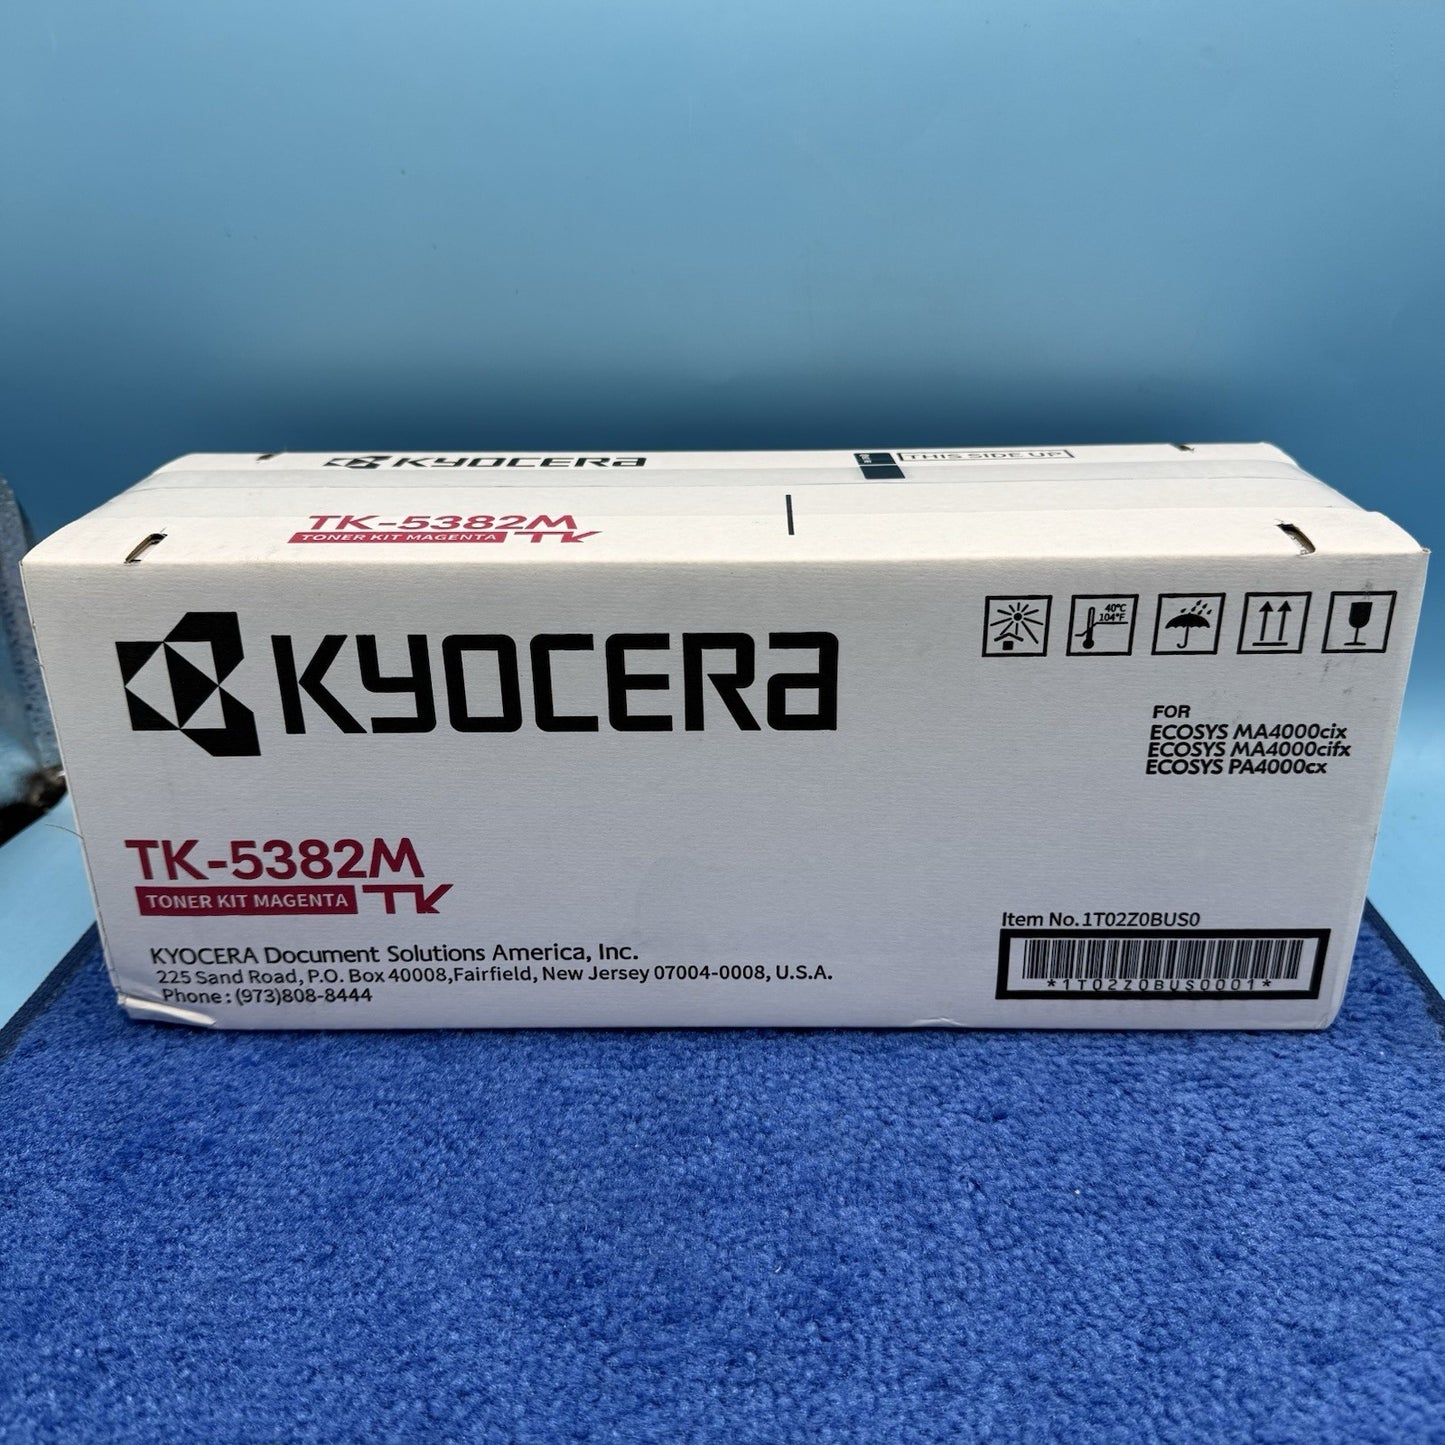 KYOCERA
THIS SIDE UP
TK-5382M
TONER KIT MAGENTA TK
KYOCERA
40°C
104°F
FOR
ECOSYS MA4000cix
ECOSYS MA4000cifx
ECOSYS PA4000cx
TK-5382M
TONER KIT MAGENTA TK
KYOCERA Document Solutions America, Inc.
225 Sand Road, P.O. Box 40008,Fairfield, New Jersey 07004-0008, U.S.A.
Phone : (973)808-8444
Item No.1T02Z0BUS0
*1T02Z0BUS0001*